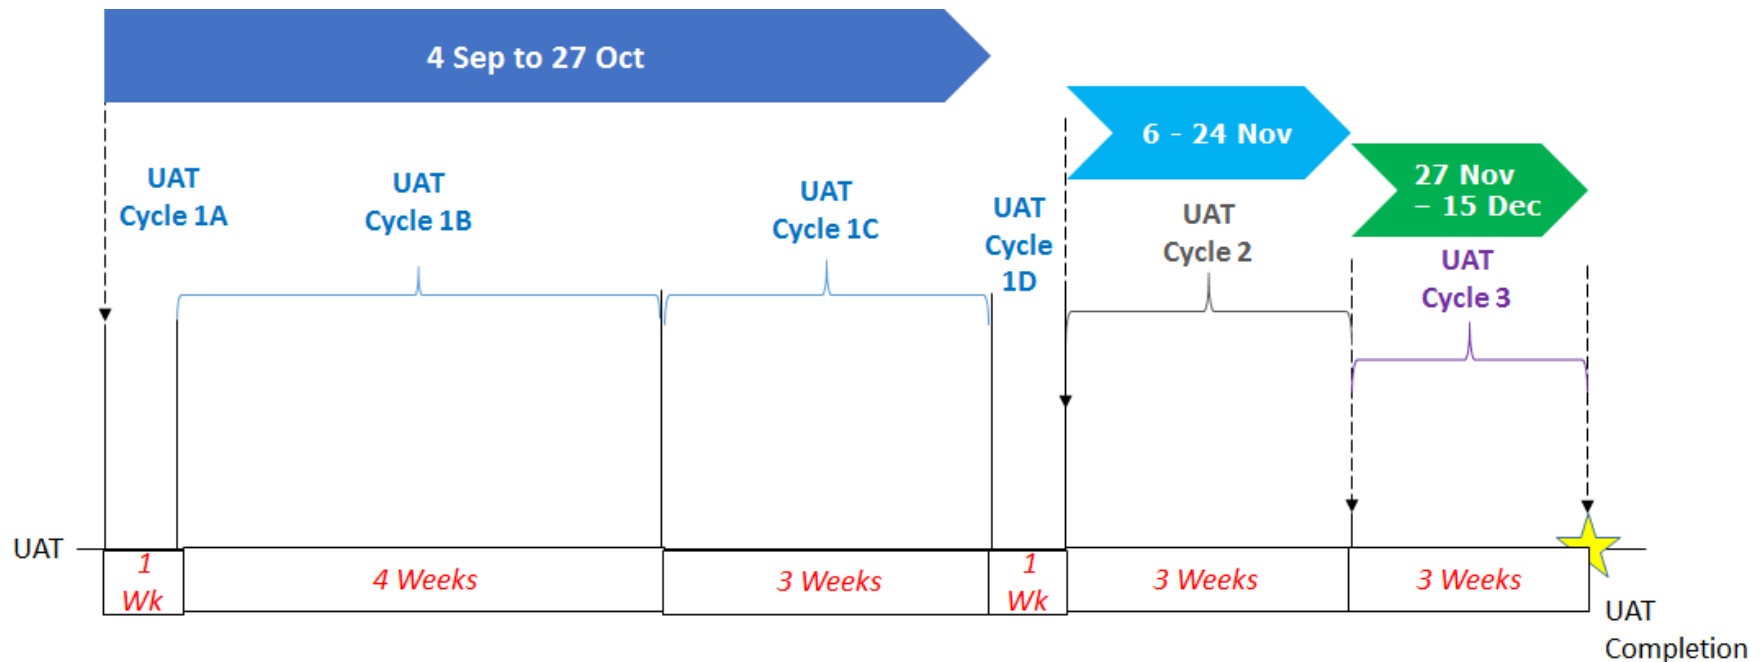 4 Sep to 27 Oct
6 - 24 Nov
27 Nov
– 15 Dec
UAT
Cycle 1A
UAT
Cycle 1B
UAT
Cycle 1C
UAT
Cycle
1D
UAT
Cycle 2
UAT
Cycle 3
UAT
1
Wk
4 Weeks
3 Weeks
1
Wk
3 Weeks
3 Weeks
UAT
Completion